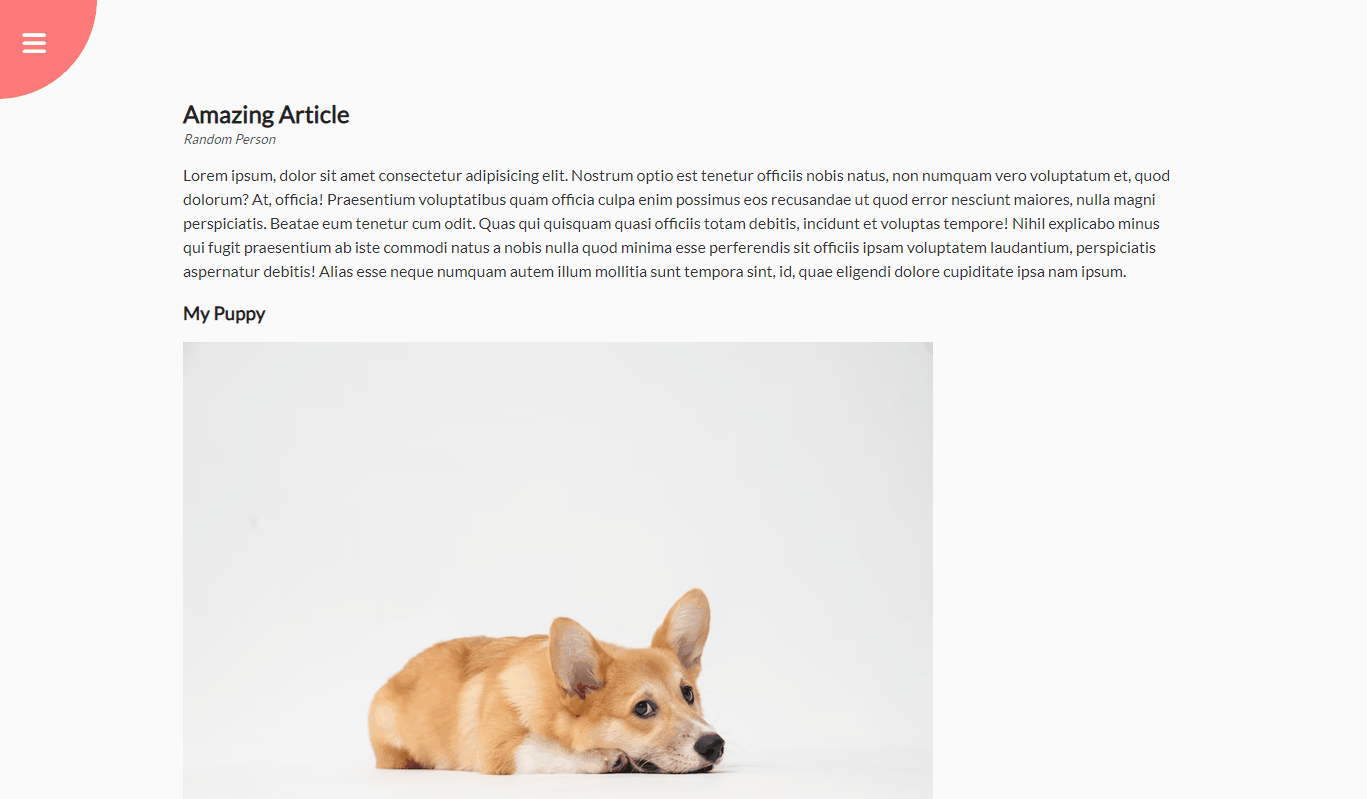 Amazing Article
Random Person
Lorem ipsum, dolor sit amet consectetur adipisicing elit. Nostrum optio est tenetur officiis nobis natus, non numquam vero voluptatum et, quod
dolorum? At, officia! Praesentium voluptatibus quam officia culpa enim possimus eos recusandae ut quod error nesciunt maiores, nulla magni
perspiciatis. Beatae eum tenetur cum odit. Quas qui quisquam quasi officiis totam debitis, incidunt et voluptas tempore! Nihil explicabo minus
qui fugit praesentium ab iste commodi natus a nobis nulla quod minima esse perferendis sit officiis ipsam voluptatem laudantium, perspiciatis
aspernatur debitis! Alias esse neque numquam autem illum mollitia sunt tempora sint, id, quae eligendi dolore cupiditate ipsa nam ipsum.
My Puppy